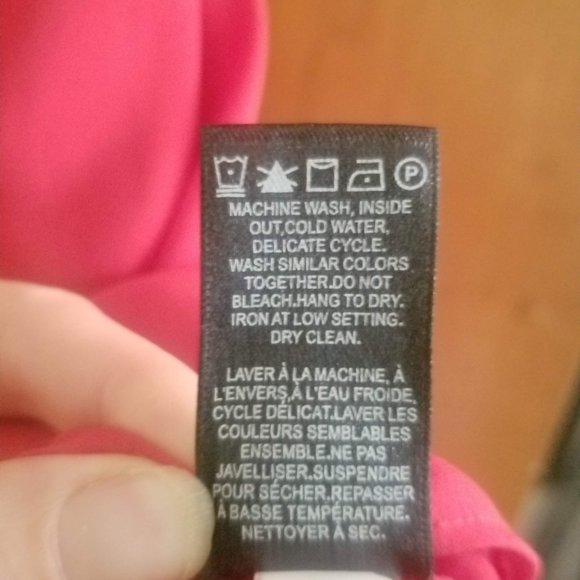 P
MACHINE WASH, INSIDE
OUT,COLD WATER,
DELICATE CYCLE.
WASH SIMILAR COLORS
TOGETHER.DO NOT
BLEACH.HANG TO DRY.
IRON AT LOW SETTING.
DRY CLEAN.
LAVER À LA MACHINE, À
L'ENVERS,À L'EAU FROIDE,
CYCLE DÉLICAT.LAVER LES
COULEURS SEMBLABLES
ENSEMBLE.NE PAS
JAVELLISER.SUSPENDRE
POUR SÉCHER.REPASSER
À BASSE TEMPÉRATURE.
NETTOYER À SEC.